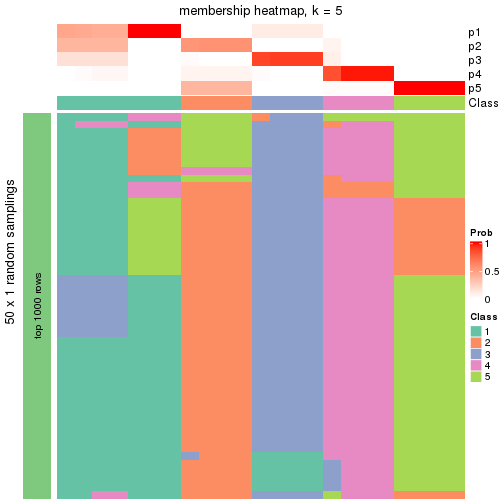 membership heatmap, k = 5
p1
p2
p3
p4
p5
Class
50 x 1 random samplings
top 1000 rows
Prob
1
0.5
0
Class
1
2
3
4
5